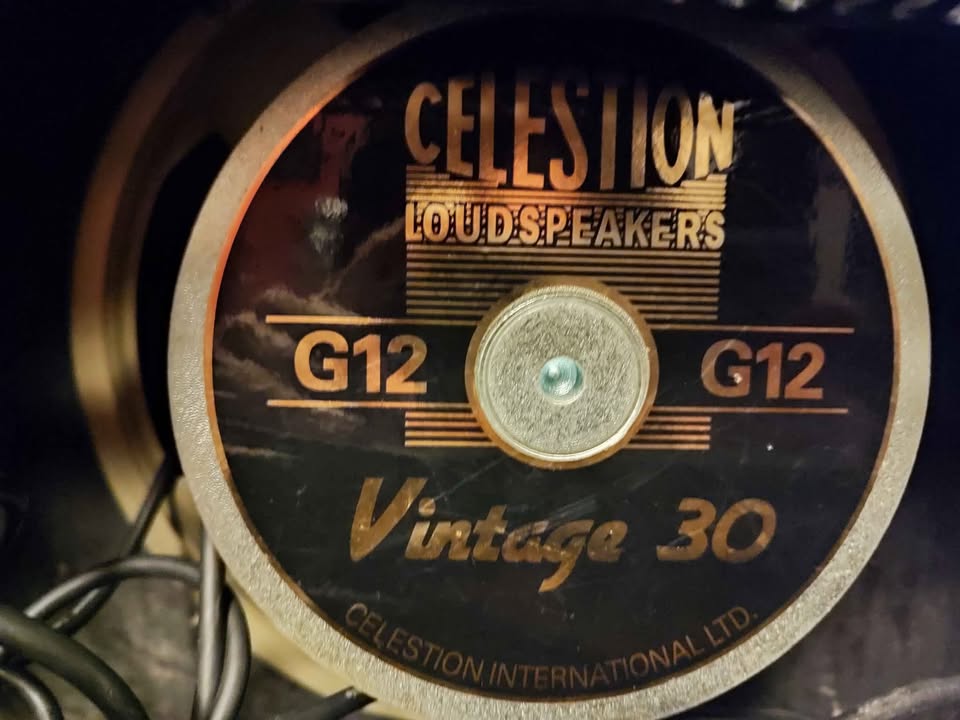 CELESTION
LOUDSPEAKERS
G12 G12
Vintage 30
CELESTION INTERNATIONAL LTD.